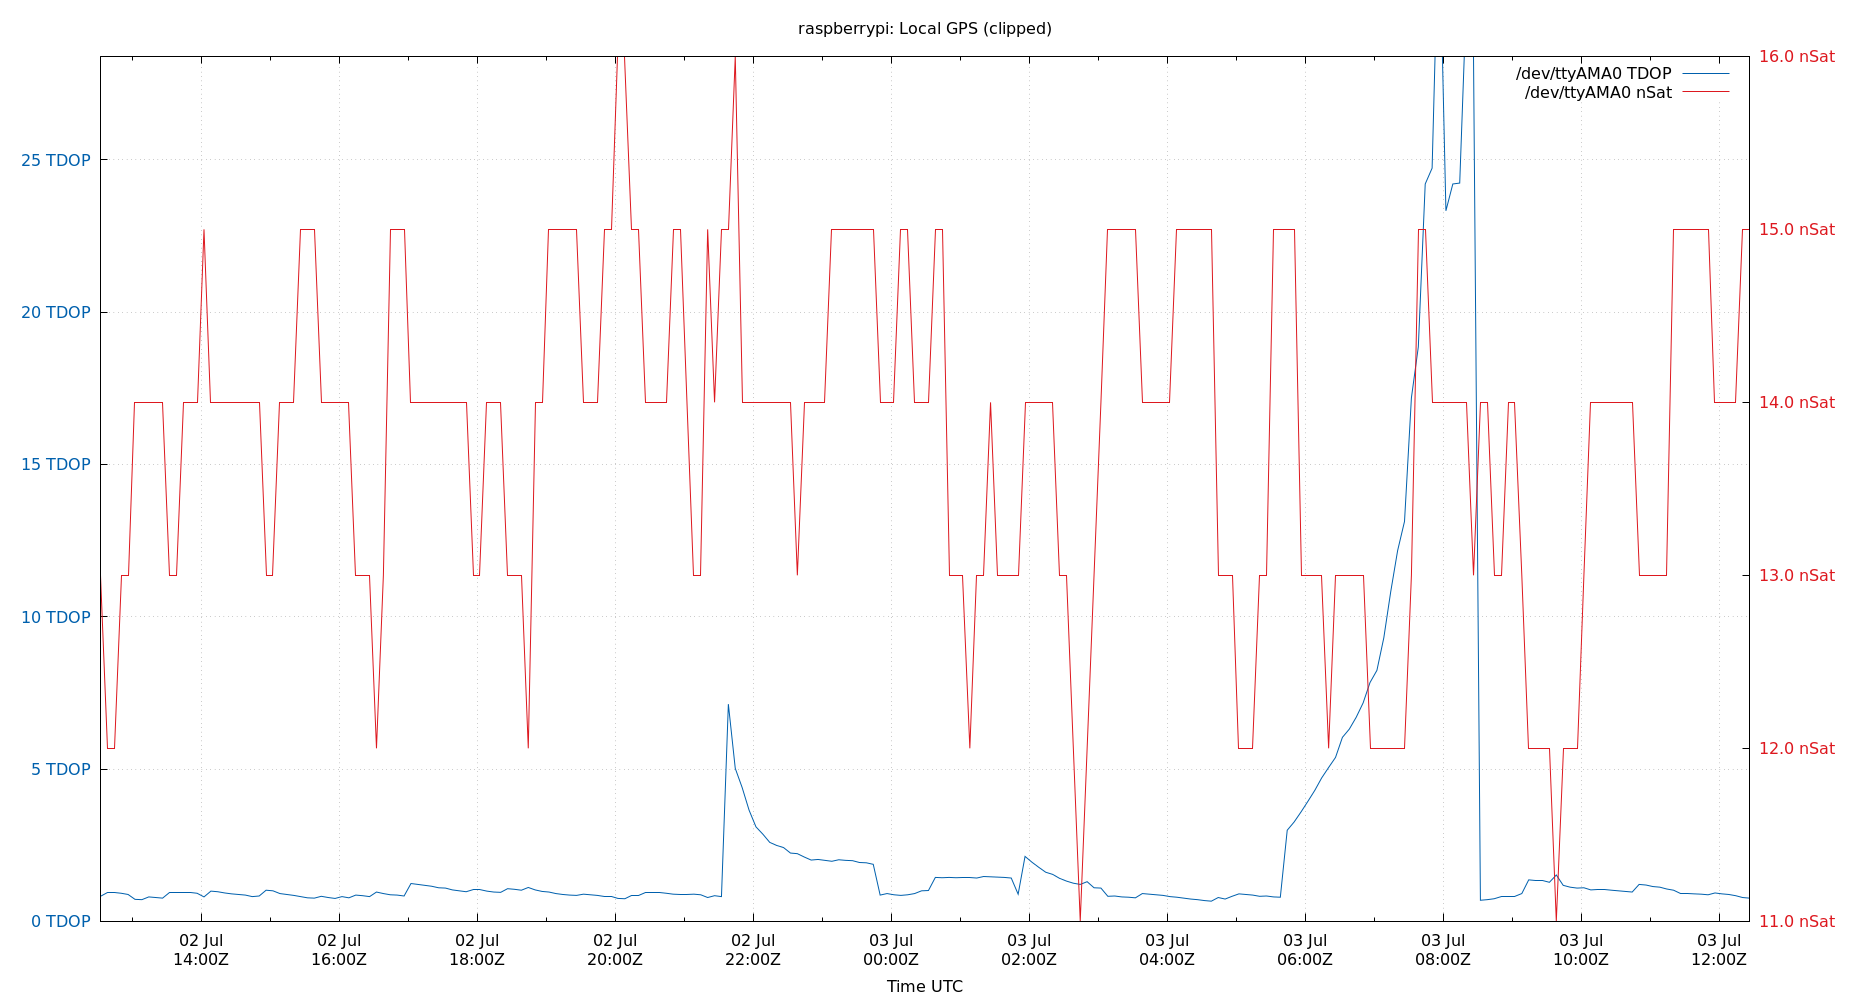 raspberrypi: Local GPS (clipped)
16.0 nSat
/dev/ttyAMA0 TDOP
/dev/ttyAMA0 nSat
25 TDOP
15.0 nSat
20 TDOP
14.0 nSat
15 TDOP
13.0 nSat
10 TDOP
12.0 nSat
5 TDOP
0 TDOP
11.0 nSat
02 Jul 02 Jul 02 Jul 02 Jul 02 Jul 03 Jul 03 Jul 03 Jul 03 Jul 03 Jul 03 Jul 03 Jul
14:00Z 16:00Z 18:00Z 20:00Z 22:00Z 00:00Z 02:00Z 04:00Z 06:00Z 08:00Z 10:00Z 12:00Z
Time UTC